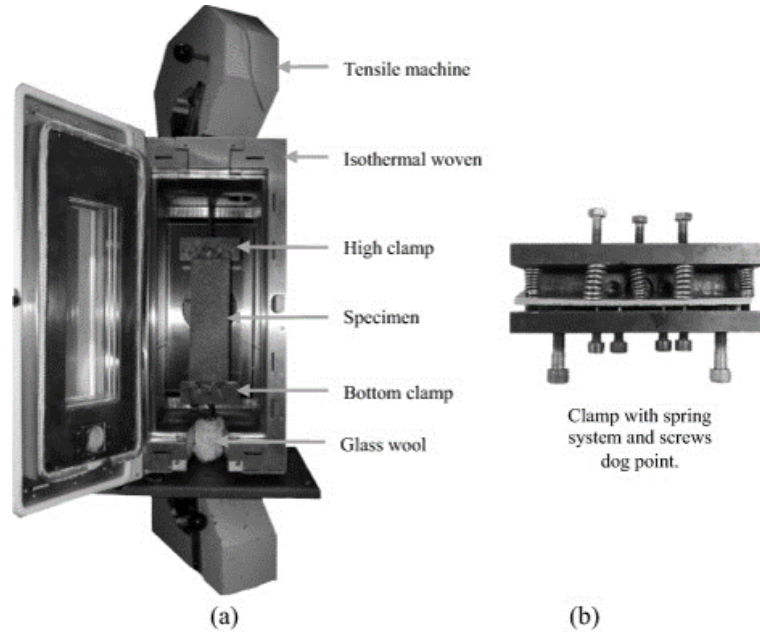 Tensile machine
Isothermal woven
High clamp
Specimen
Bottom clamp
Glass wool
Clamp with spring
system and screws
dog point.
(a)
(b)